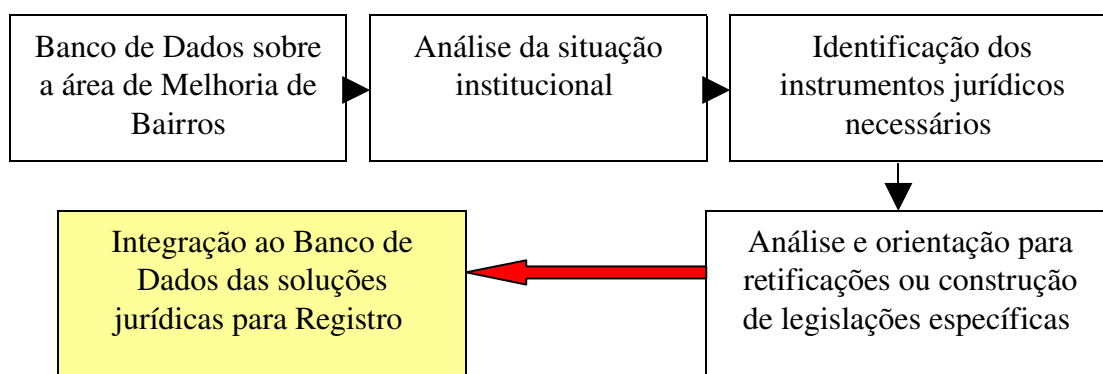 Banco de Dados sobre
a área de Melhoria de
Bairros
Análise da situação
institucional
Identificação dos
instrumentos jurídicos
necessários
Análise e orientação para
retificações ou construção
de legislações específicas
Integração ao Banco de
Dados das soluções
jurídicas para Registro